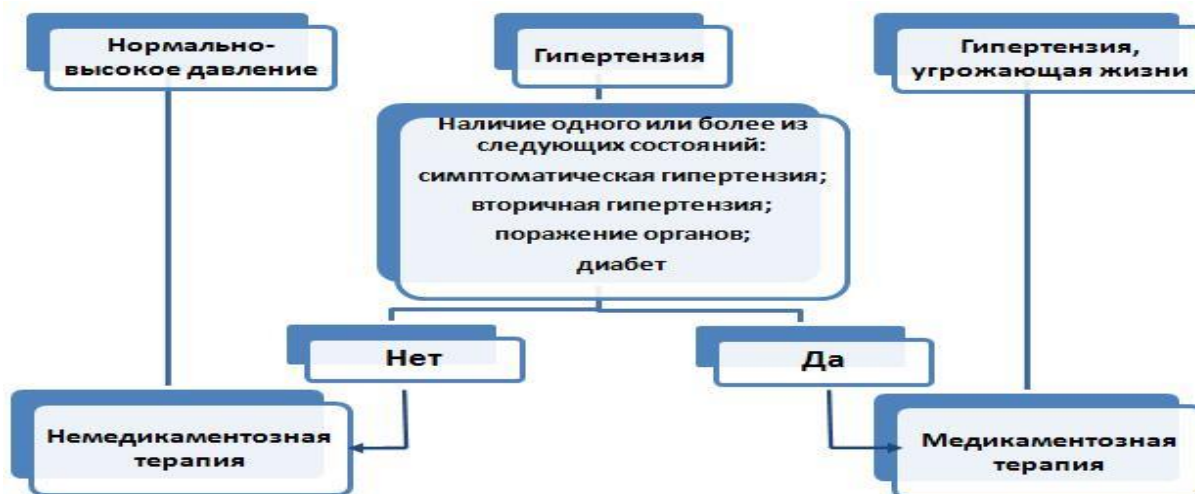 Нормально-
высокое давление
Гипертензия
Гипертензия,
угрожающая жизни
Наличие одного или более из
следующих состояний:
симптоматическая гипертензия;
вторичная гипертензия;
поражение органов;
диабет
Нет
Да
Немедикаментозная
терапия
Медикаментозная
терапия